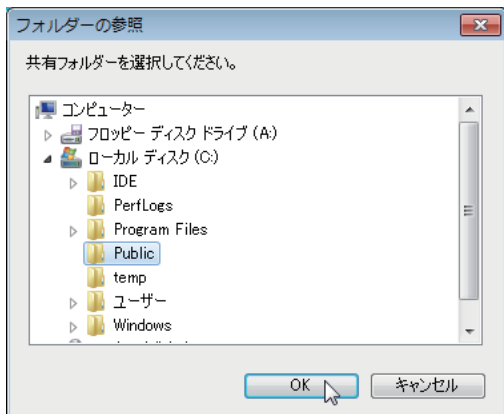 フォルダーの参照
共有フォルダーを選択してください。
コンピューター
フロッピー ディスク ドライブ (A:)
ローカル ディスク (C:)
IDE
PerfLogs
Program Files
Public
temp
ユーザー
Windows
OK キャンセル